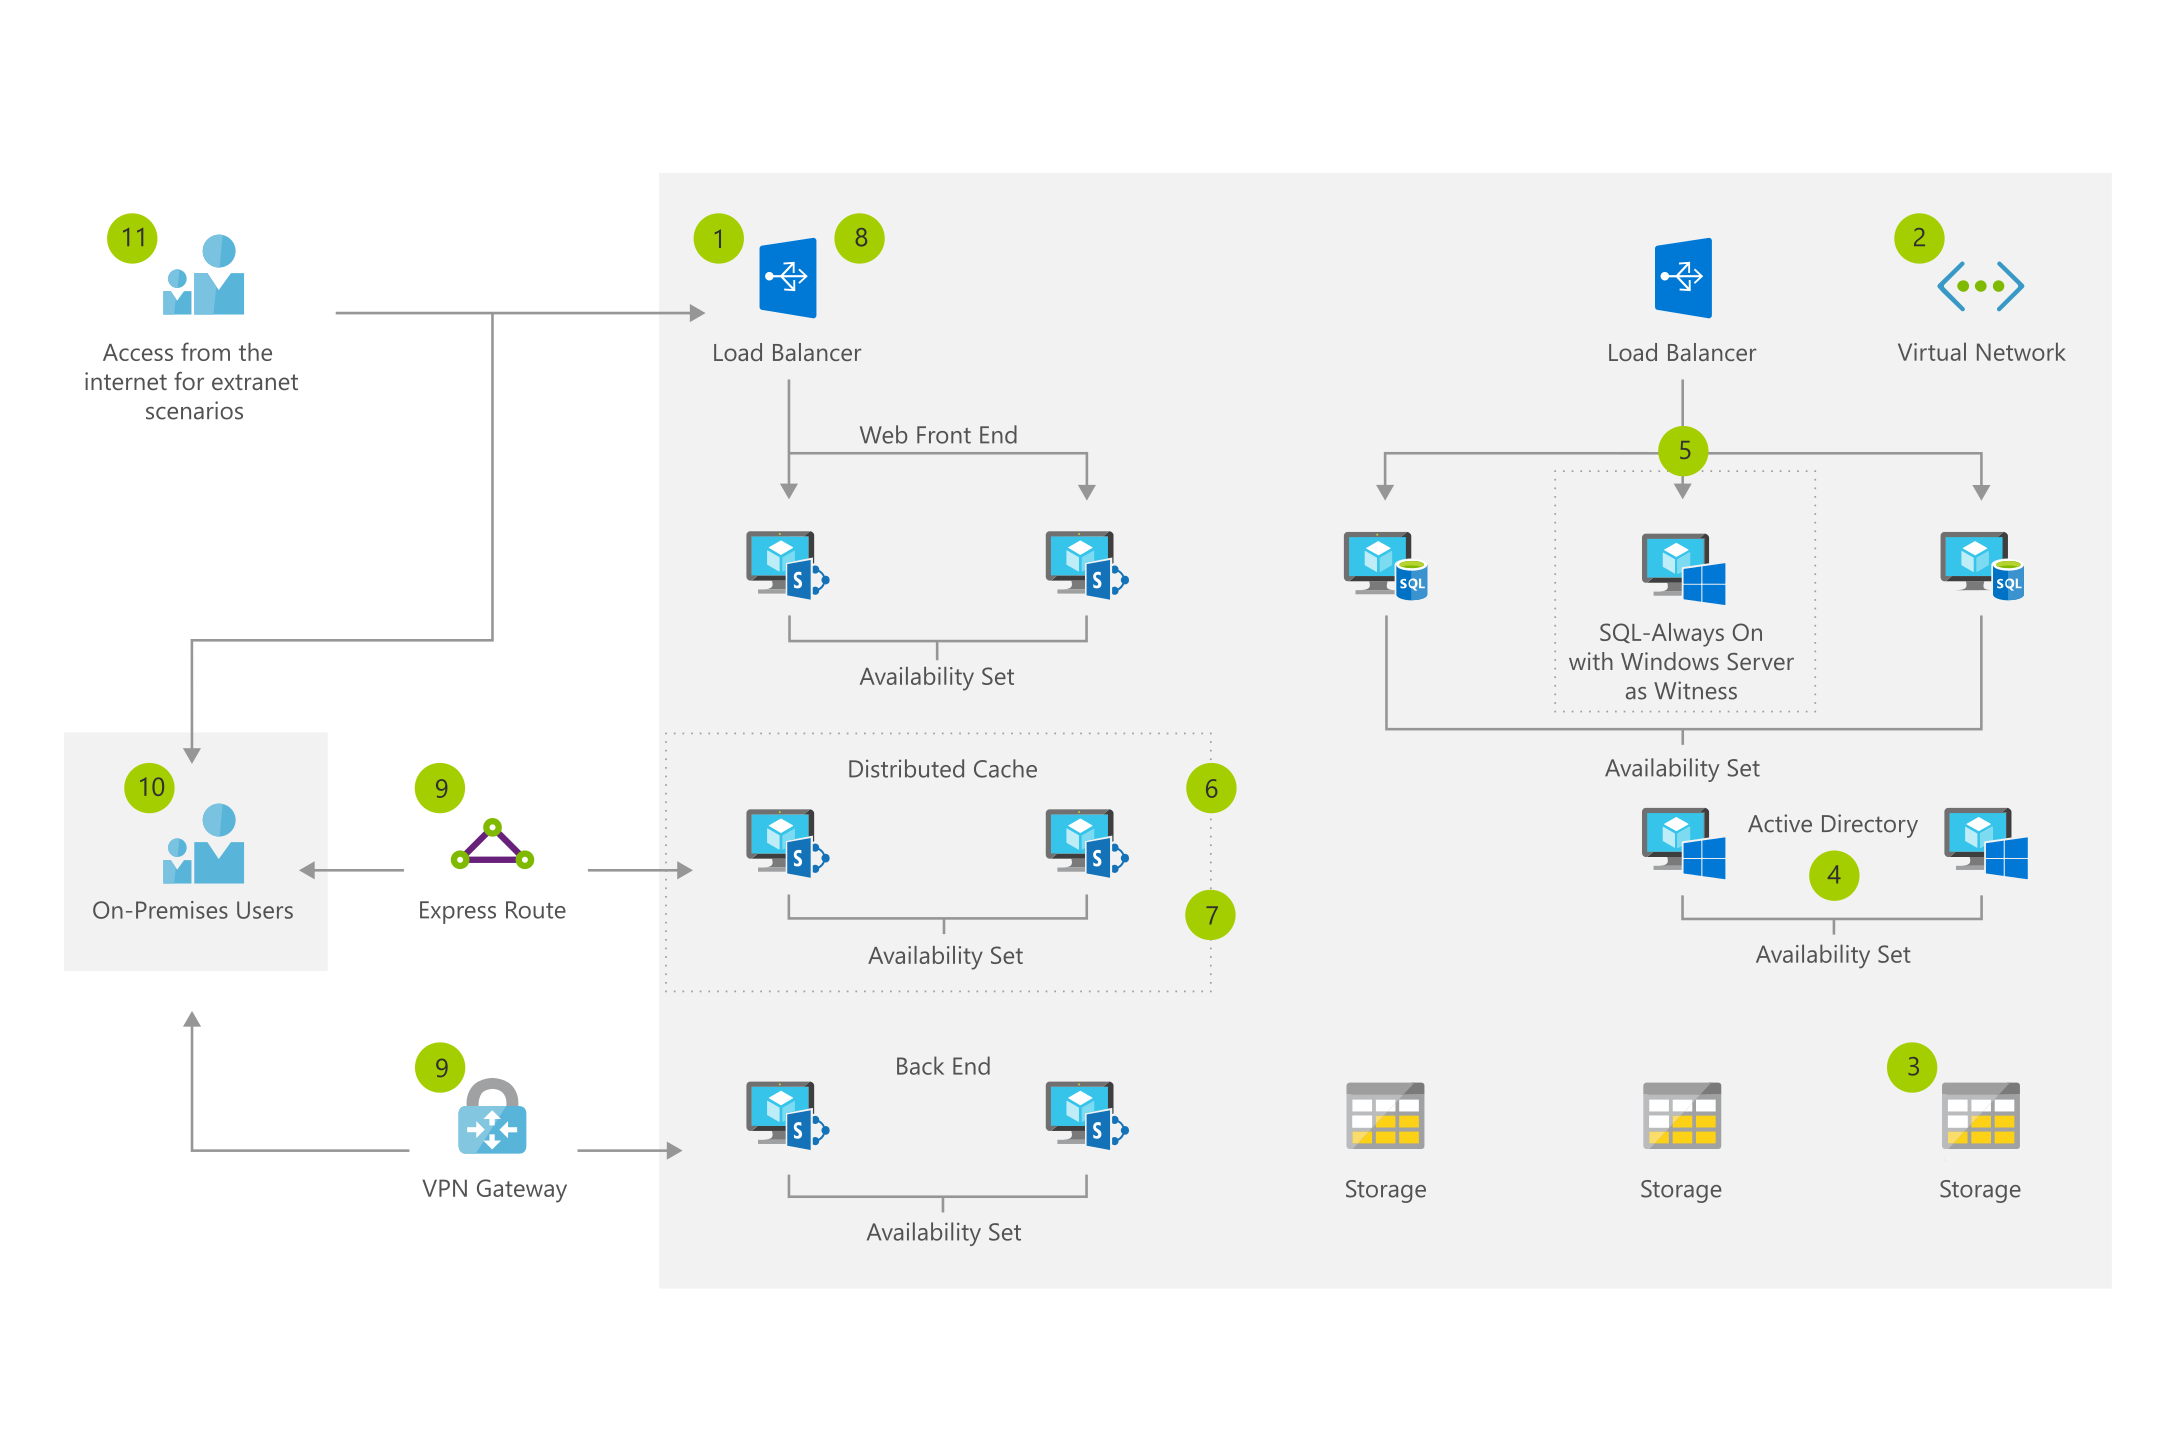 11
Access from the
internet for extranet
scenarios
1
8
Load Balancer
Load Balancer
2
Virtual Network
Web Front End
5
S
S
SQL
SQL
SQL-Always On
with Windows Server
as Witness
Availability Set
Availability Set
10
On-Premises Users
9
Express Route
Distributed Cache
6
S
S
7
Availability Set
Active Directory
4
Availability Set
9
VPN Gateway
Back End
S
S
Availability Set
3
Storage
Storage
Storage